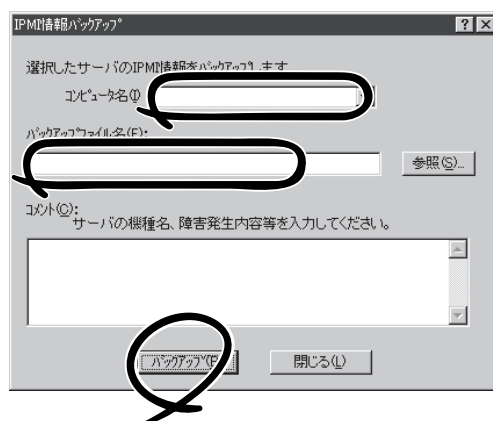 IPMI情報バックアップ
選択したサーバのIPMI情報をバックアップします
コンピュータ名(I)
バックアップファイル名(F):
参照(S)...
コメント(C):
サーバの機種名、障害発生内容等を入力してください。
バックアップ(P)
閉じる(L)